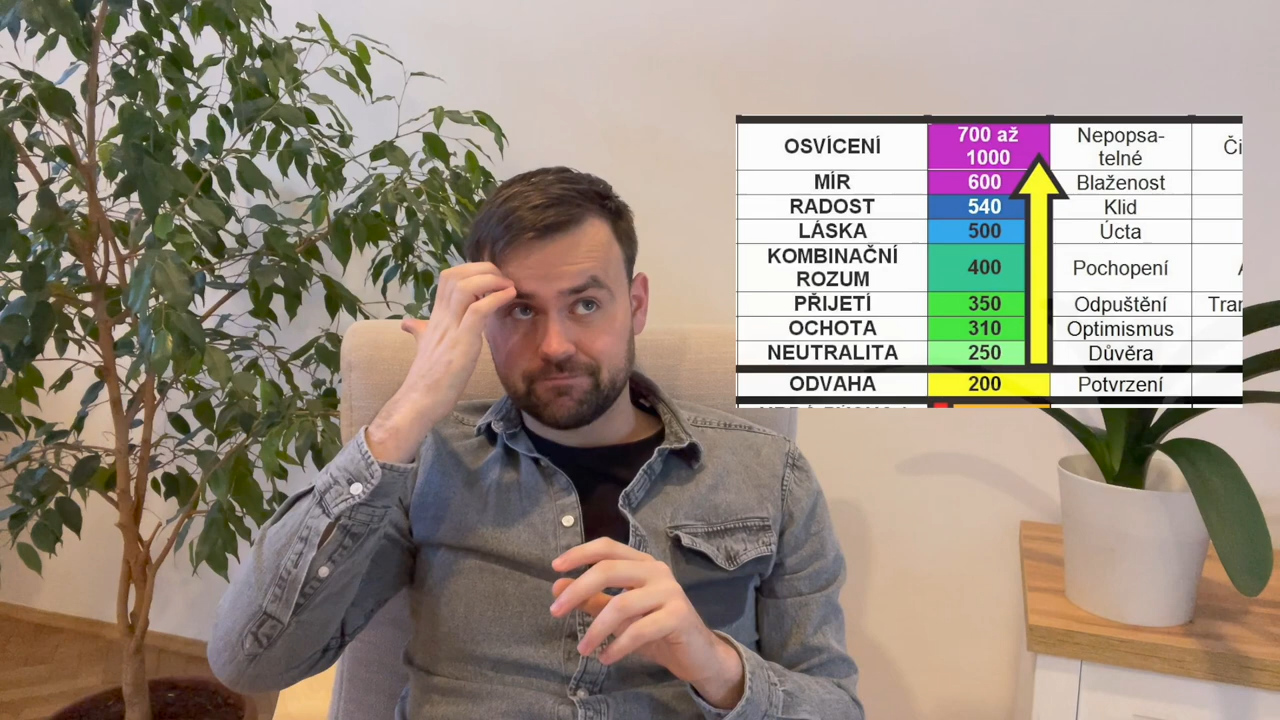 OSVÍCENÍ 700 až 1000 Nepopsa-telné
MÍR 600 Blaženost
RADOST 540 Klid
LÁSKA 500 Úcta
KOMBINAČNÍ ROZUM 400 Pochopení
PŘIJETÍ 350 Odpuštění
OCHOTA 310 Optimismus
NEUTRALITA 250 Důvěra
ODVAHA 200 Potvrzení